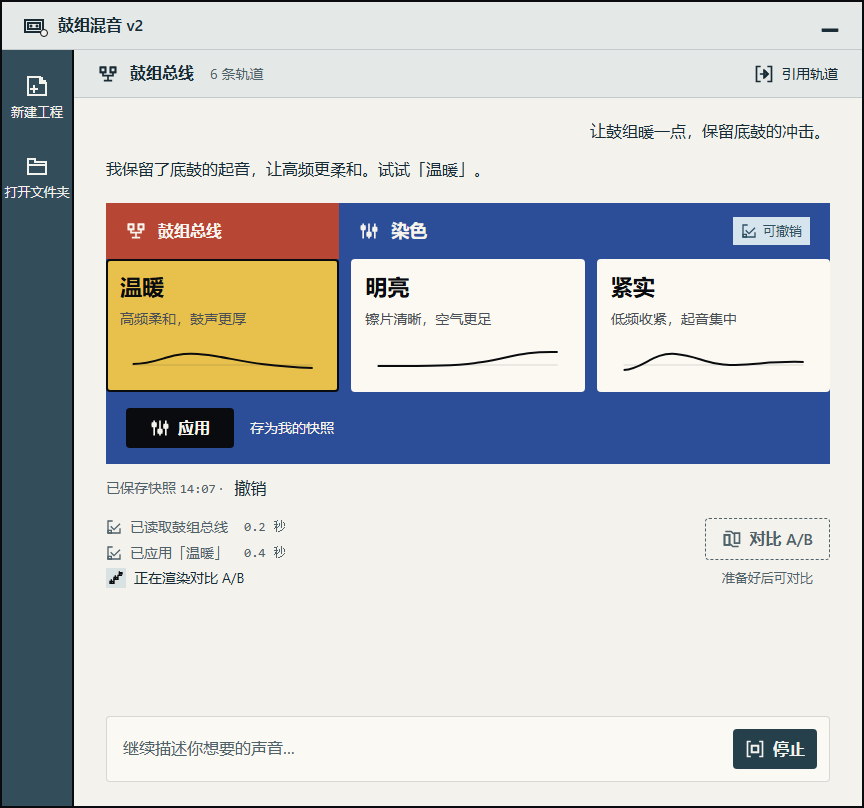 鼓组混音 v2
新建工程
打开文件夹
鼓组总线 6 条轨道
引用轨道
让鼓组暖一点，保留底鼓的冲击。
我保留了底鼓的起音，让高频更柔和。试试「温暖」。
鼓组总线
染色
可撤销
温暖
高频柔和，鼓声更厚
明亮
镲片清晰，空气更足
紧实
低频收紧，起音集中
应用
存为我的快照
已保存快照 14:07 · 撤销
已读取鼓组总线 0.2 秒
已应用「温暖」 0.4 秒
正在渲染对比 A/B
对比 A/B
准备好后可对比
继续描述你想要的声音...
停止